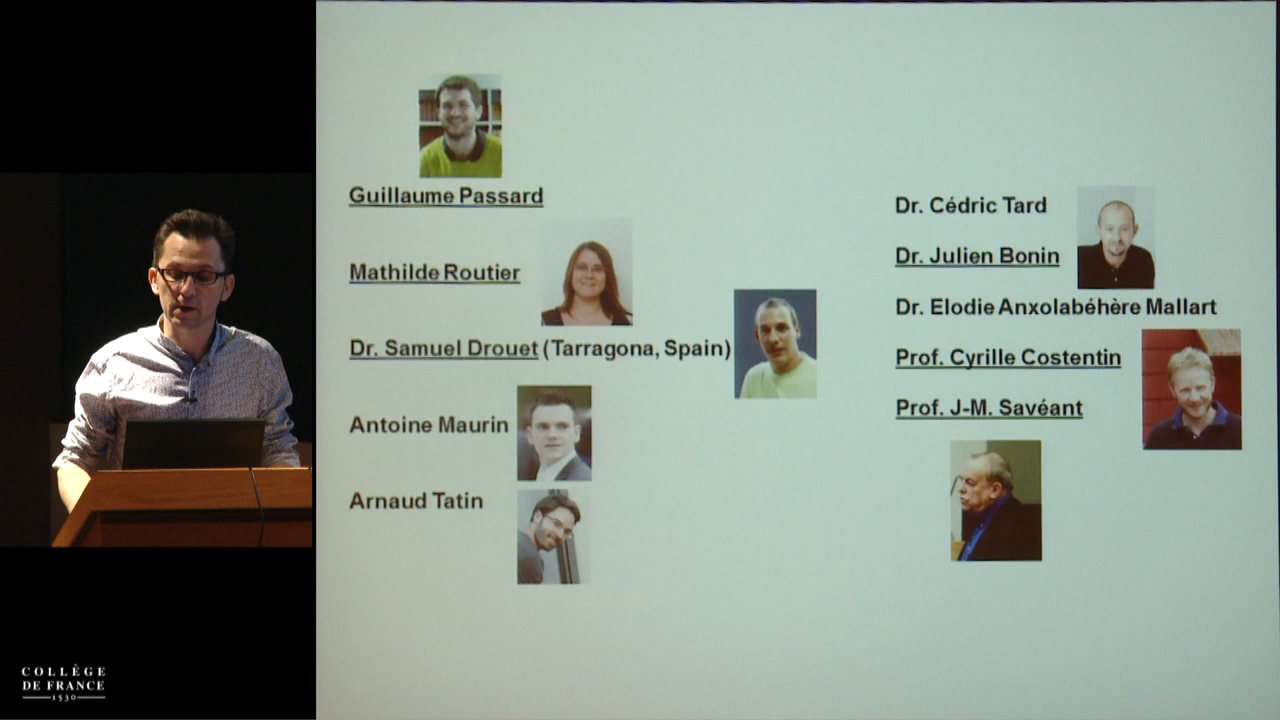 Guillaume Passard
Mathilde Routier
Dr. Samuel Drouet (Tarragona, Spain)
Antoine Maurin
Arnaud Tatin
Dr. Cédric Tard
Dr. Julien Bonin
Dr. Elodie Anxolabéhère Mallart
Prof. Cyrille Costentin
Prof. J-M. Savéant
COLLÈGE
DE FRANCE
1530